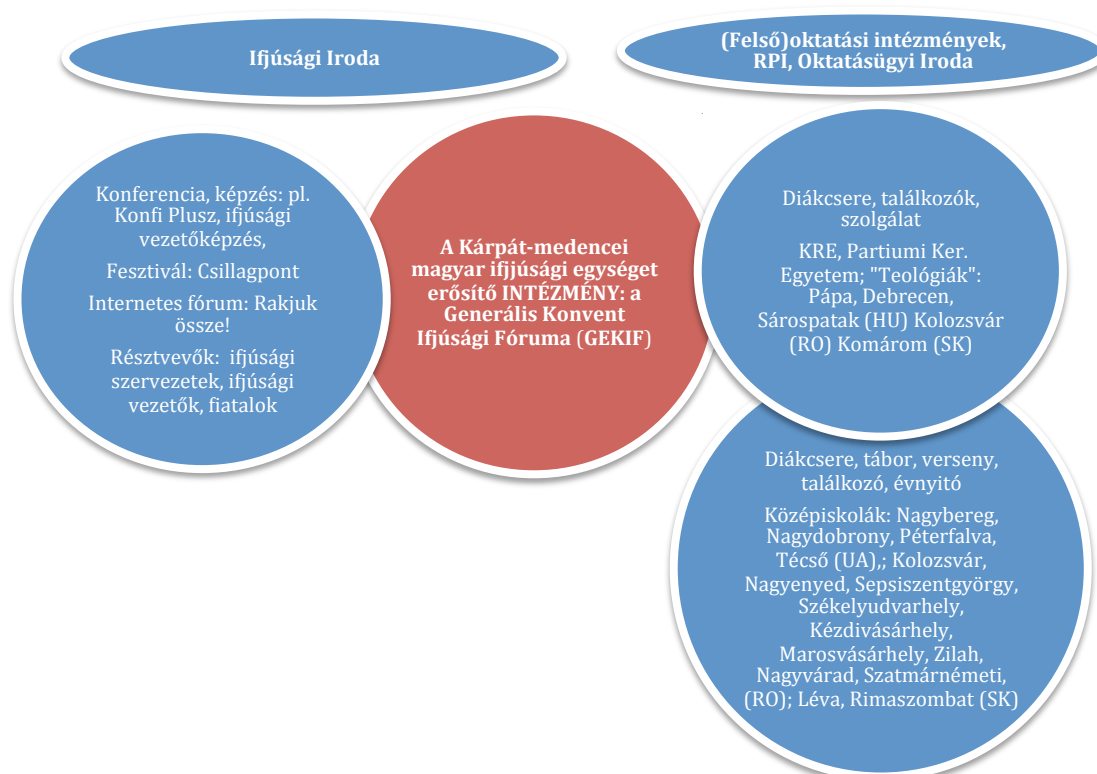 Ifjúsági Iroda
(Felső)oktatási intézmények,
RPI, Oktatásügyi Iroda
Konferencia, képzés: pl.
Konfi Plusz, ifjúsági
vezetőképzés,
Fesztivál: Csillagpont
Internetes fórum: Rakjuk
össze!
Résztvevők: ifjúsági
szervezetek, ifjúsági
vezetők, fiatalok
A Kárpát-medencei
magyar ifjjúsági egységet
erősítő INTÉZMÉNY: a
Generális Konvent
Ifjúsági Fóruma (GEKIF)
Diákcsere, találkozók,
szolgálat
KRE, Partiumi Ker.
Egyetem; "Teológiák":
Pápa, Debrecen,
Sárospatak (HU) Kolozsvár
(RO) Komárom (SK)
Diákcsere, tábor, verseny,
találkozó, évnyitó
Középiskolák: Nagybereg,
Nagydobrony, Péterfalva,
Técső (UA),; Kolozsvár,
Nagyenyed, Sepsiszentgyörgy,
Székelyudvarhely,
Kézdivásárhely,
Marosvásárhely, Zilah,
Nagyvárad, Szatmárnémeti,
(RO); Léva, Rimaszombat (SK)